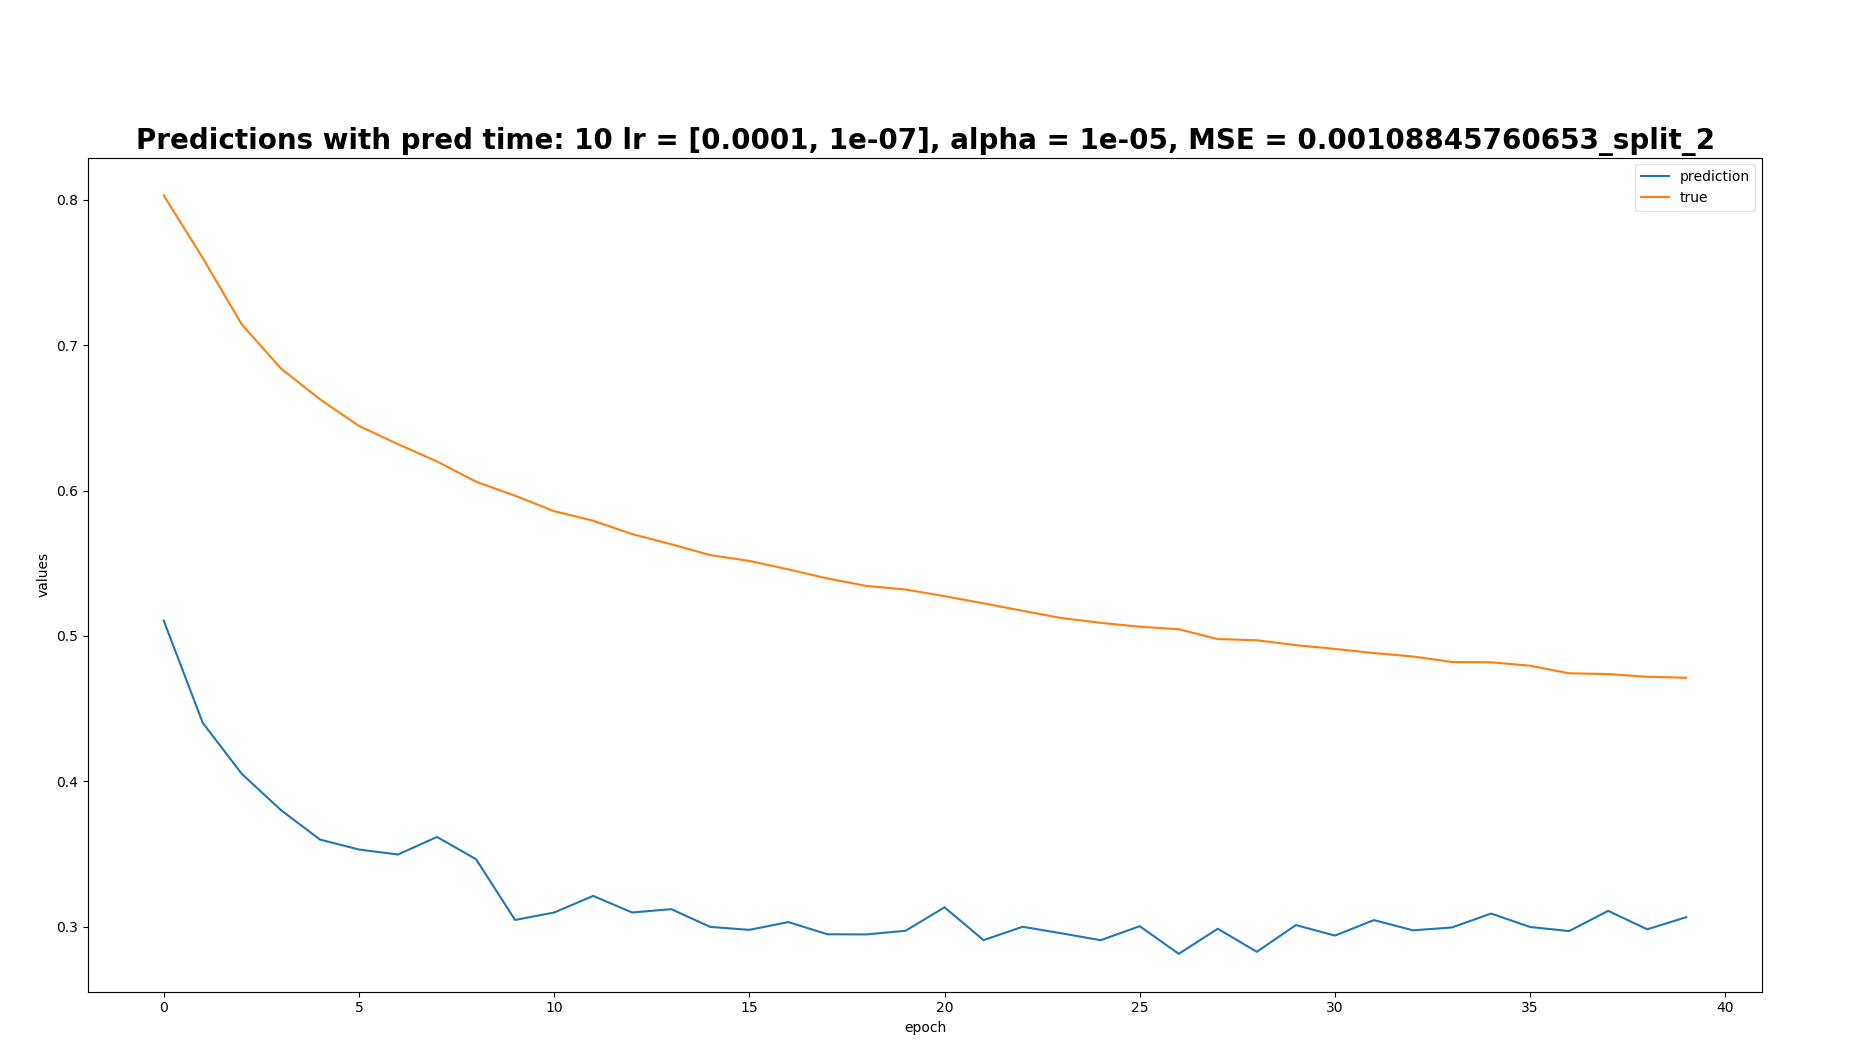 Predictions with pred time: 10 lr = [0.0001, 1e-07], alpha = 1e-05, MSE = 0.00108845760653_split_2
prediction
true
0.8
0.7
0.6
0.5
0.4
0.3
values
0 5 10 15 20 25 30 35 40
epoch